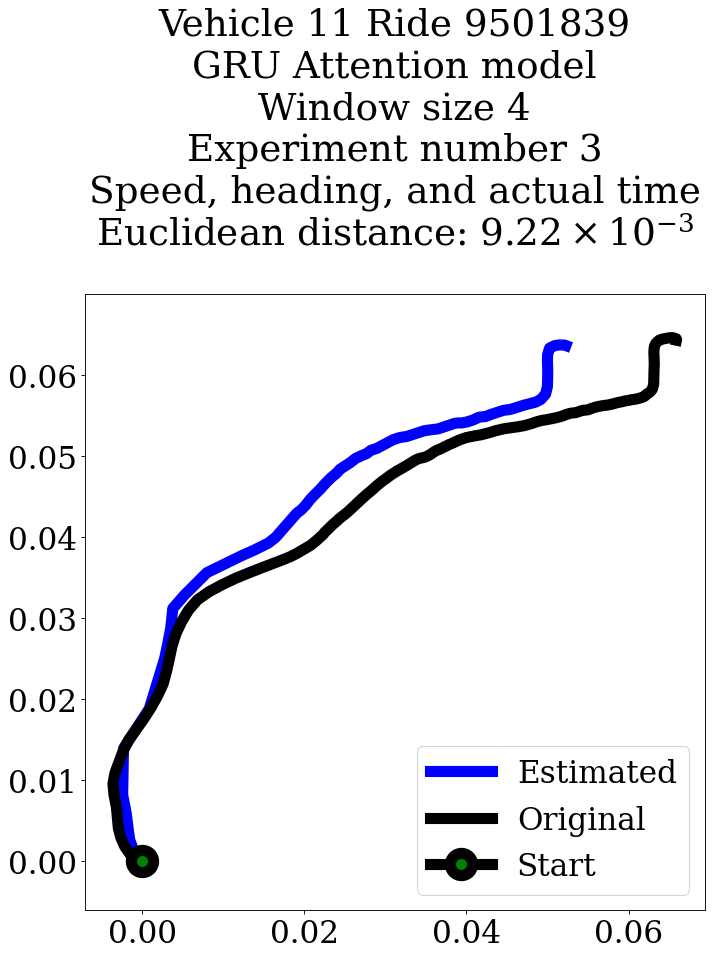 Vehicle 11 Ride 9501839
GRU Attention model
Window size 4
Experiment number 3
Speed, heading, and actual time
Euclidean distance: 9.22 × 10⁻³
0.06
0.05
0.04
0.03
0.02
0.01
0.00
Estimated
Original
Start
0.00 0.02 0.04 0.06